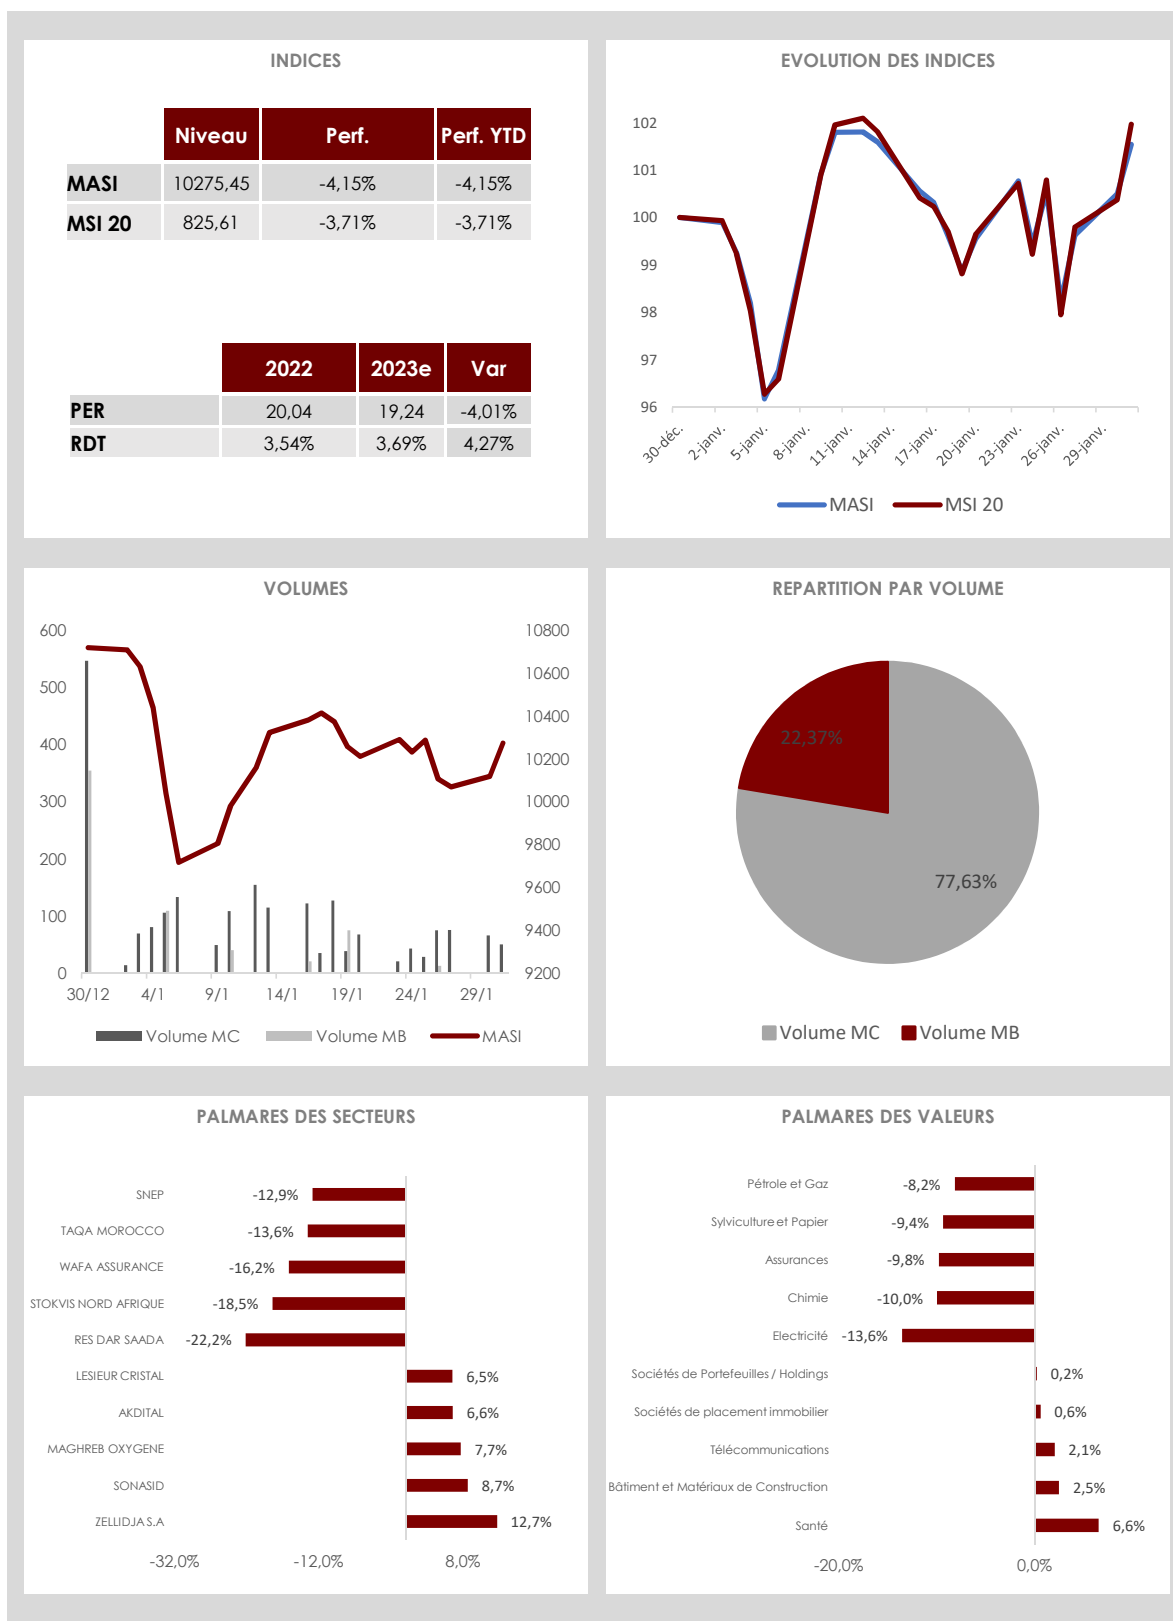 INDICES
Niveau Perf. Perf. YTD
MASI 10275,45 -4,15% -4,15%
MSI 20 825,61 -3,71% -3,71%
2022 2023e Var
PER 20,04 19,24 -4,01%
RDT 3,54% 3,69% 4,27%
EVOLUTION DES INDICES
102
101
100
99
98
97
96
30-déc. 2-janv. 5-janv. 8-janv. 11-janv. 14-janv. 17-janv. 20-janv. 23-janv. 26-janv. 29-janv.
MASI MSI 20
VOLUMES
600 10800
500 10600
400 10400
300 10200
200 10000
100 9800
0 9600
9400
9200
30/12 4/1 9/1 14/1 19/1 24/1 29/1
Volume MC Volume MB MASI
REPARTITION PAR VOLUME
22,37%
77,63%
Volume MC Volume MB
PALMARES DES SECTEURS
SNEP -12,9%
TAQA MOROCCO -13,6%
WAFA ASSURANCE -16,2%
STOKVIS NORD AFRIQUE -18,5%
RES DAR SAADA -22,2%
LESIEUR CRISTAL 6,5%
AKDITAL 6,6%
MAGHREB OXYGENE 7,7%
SONASID 8,7%
ZELLIDJA S.A 12,7%
-32,0% -12,0% 8,0%
PALMARES DES VALEURS
Pétrole et Gaz -8,2%
Sylviculture et Papier -9,4%
Assurances -9,8%
Chimie -10,0%
Electricité -13,6%
Sociétés de Portefeuilles / Holdings 0,2%
Sociétés de placement immobilier 0,6%
Télécommunications 2,1%
Bâtiment et Matériaux de Construction 2,5%
Santé 6,6%
-20,0% 0,0%